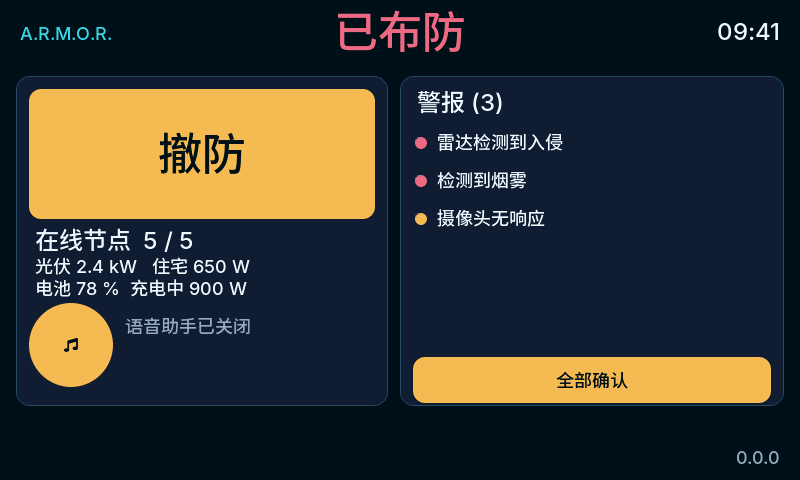 A.R.M.O.R.
已布防
09:41
撤防
在线节点 5 / 5
光伏 2.4 kW 住宅 650 W
电池 78 % 充电中 900 W
语音助手已关闭
警报 (3)
雷达检测到入侵
检测到烟雾
摄像头无响应
全部确认
0.0.0